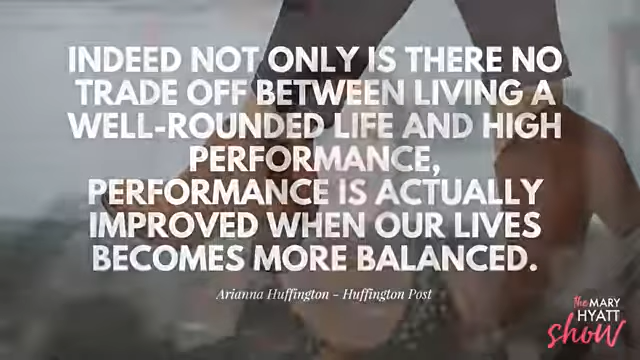 INDEED NOT ONLY IS THERE NO
TRADE OFF BETWEEN LIVING A
WELL-ROUNDED LIFE AND HIGH
PERFORMANCE,
PERFORMANCE IS ACTUALLY
IMPROVED WHEN OUR LIVES
BECOMES MORE BALANCED.
Arianna Huffington - Huffington Post
the MARY
HYATT
show